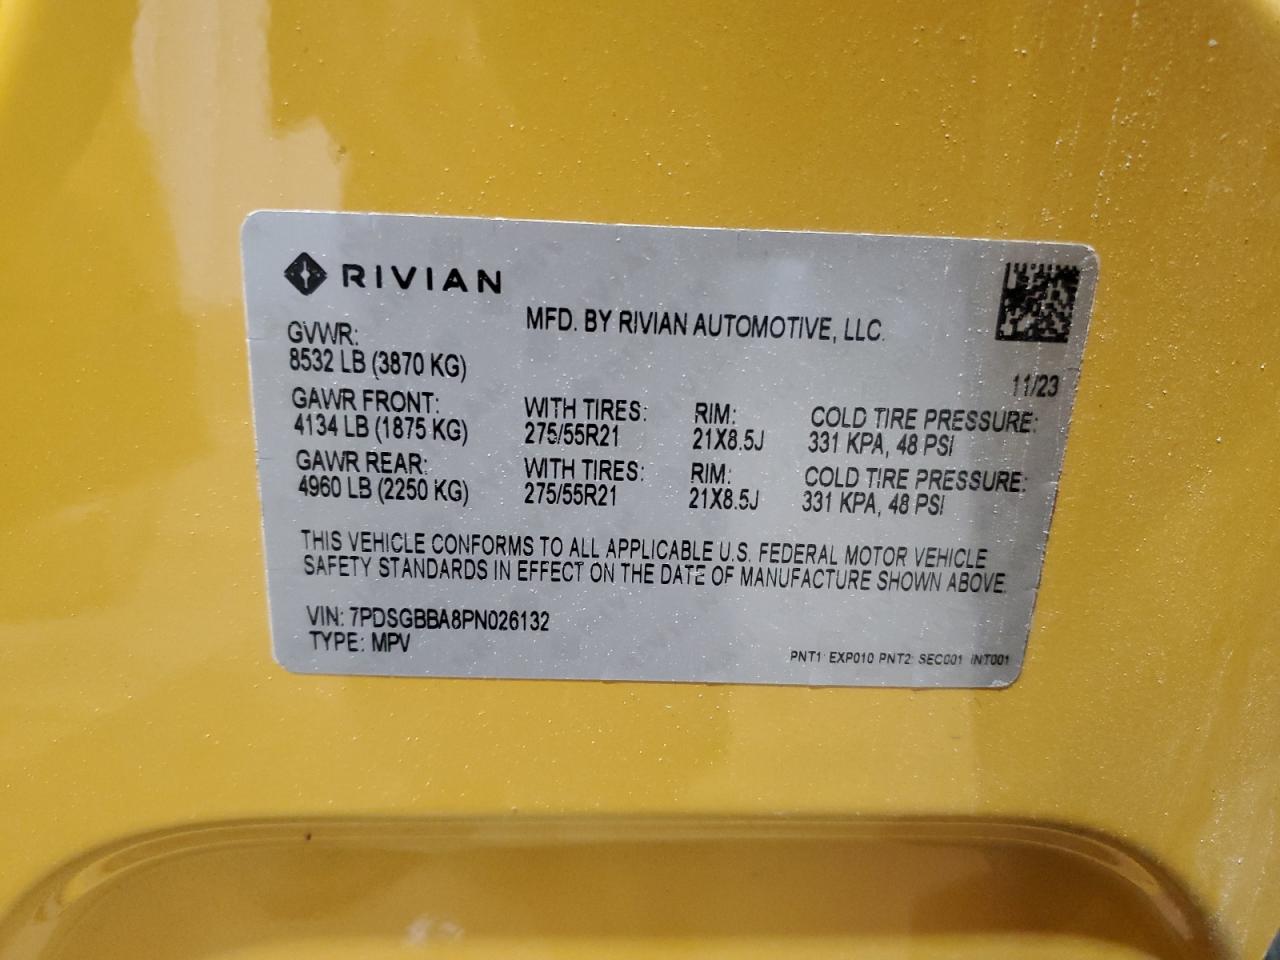 RIVIAN
MFD. BY RIVIAN AUTOMOTIVE, LLC.
GVWR:
8532 LB (3870 KG)
11/23
GAWR FRONT: WITH TIRES: RIM: COLD TIRE PRESSURE:
4134 LB (1875 KG) 275/55R21 21X8.5J 331 KPA, 48 PSI
GAWR REAR: WITH TIRES: RIM: COLD TIRE PRESSURE:
4960 LB (2250 KG) 275/55R21 21X8.5J 331 KPA, 48 PSI
THIS VEHICLE CONFORMS TO ALL APPLICABLE U.S. FEDERAL MOTOR VEHICLE
SAFETY STANDARDS IN EFFECT ON THE DATE OF MANUFACTURE SHOWN ABOVE.
VIN: 7PDSGBBA8PN026132
TYPE: MPV
PNT1: EXP010 PNT2: SEC001 INT001